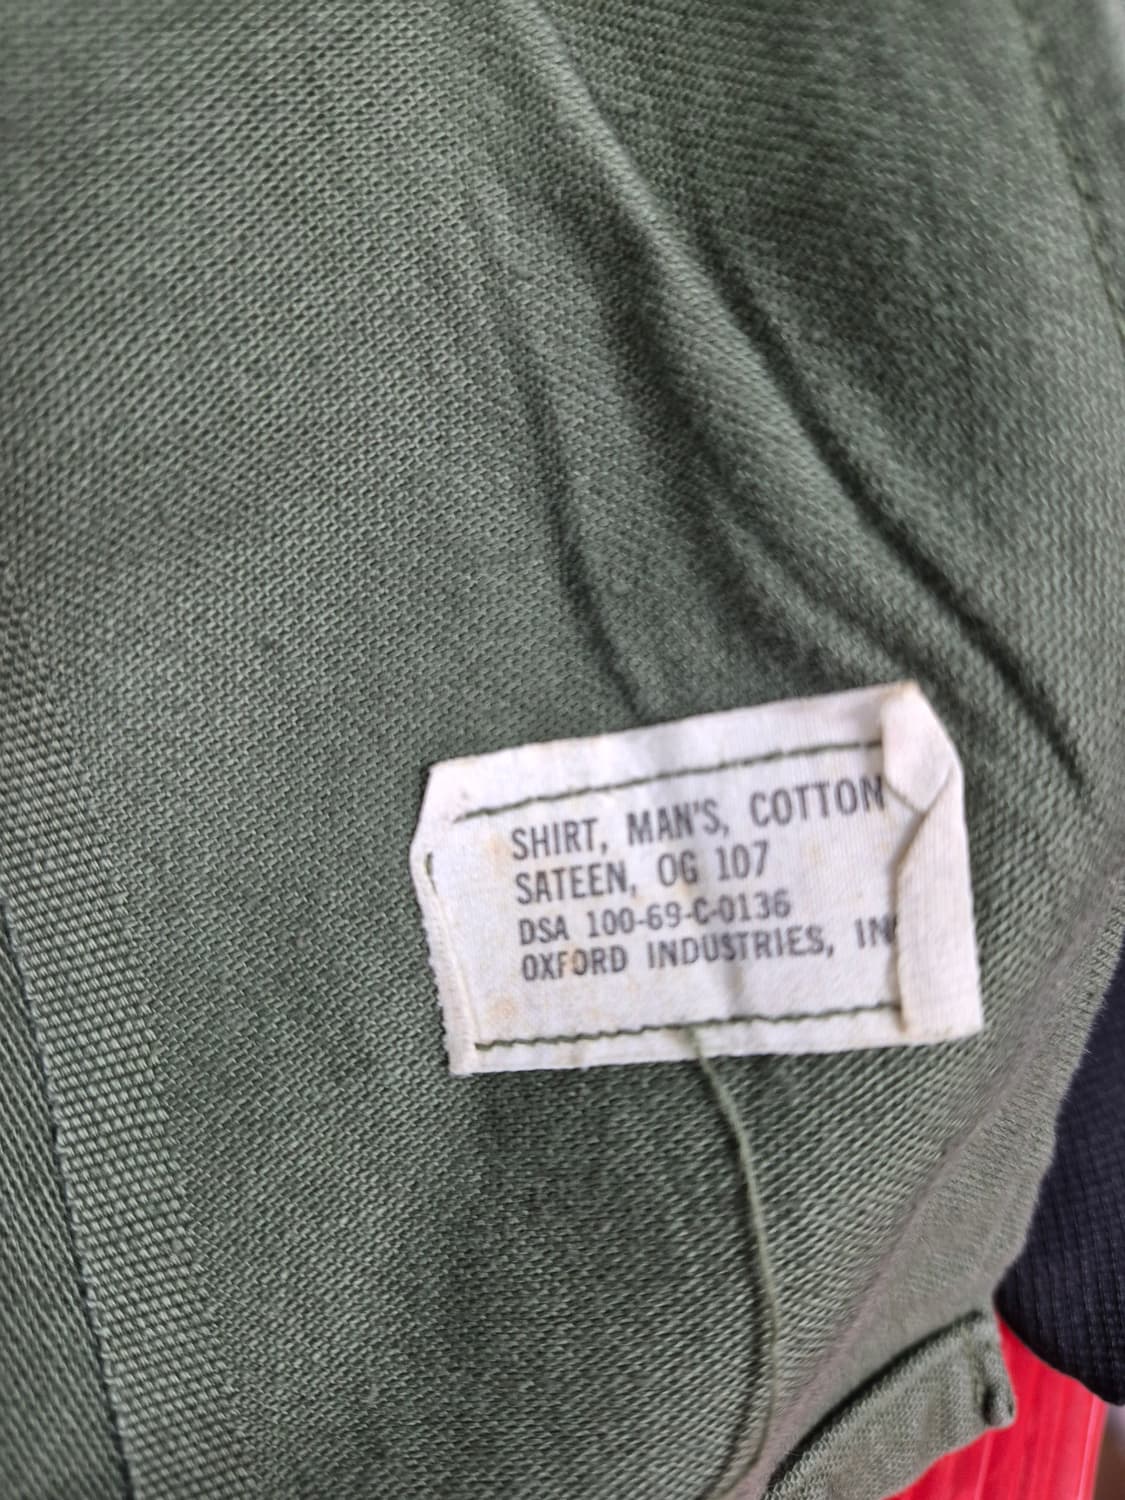 SHIRT, MAN'S, COTTON
SATEEN, OG 107
DSA 100-69-C-0136
OXFORD INDUSTRIES, IN